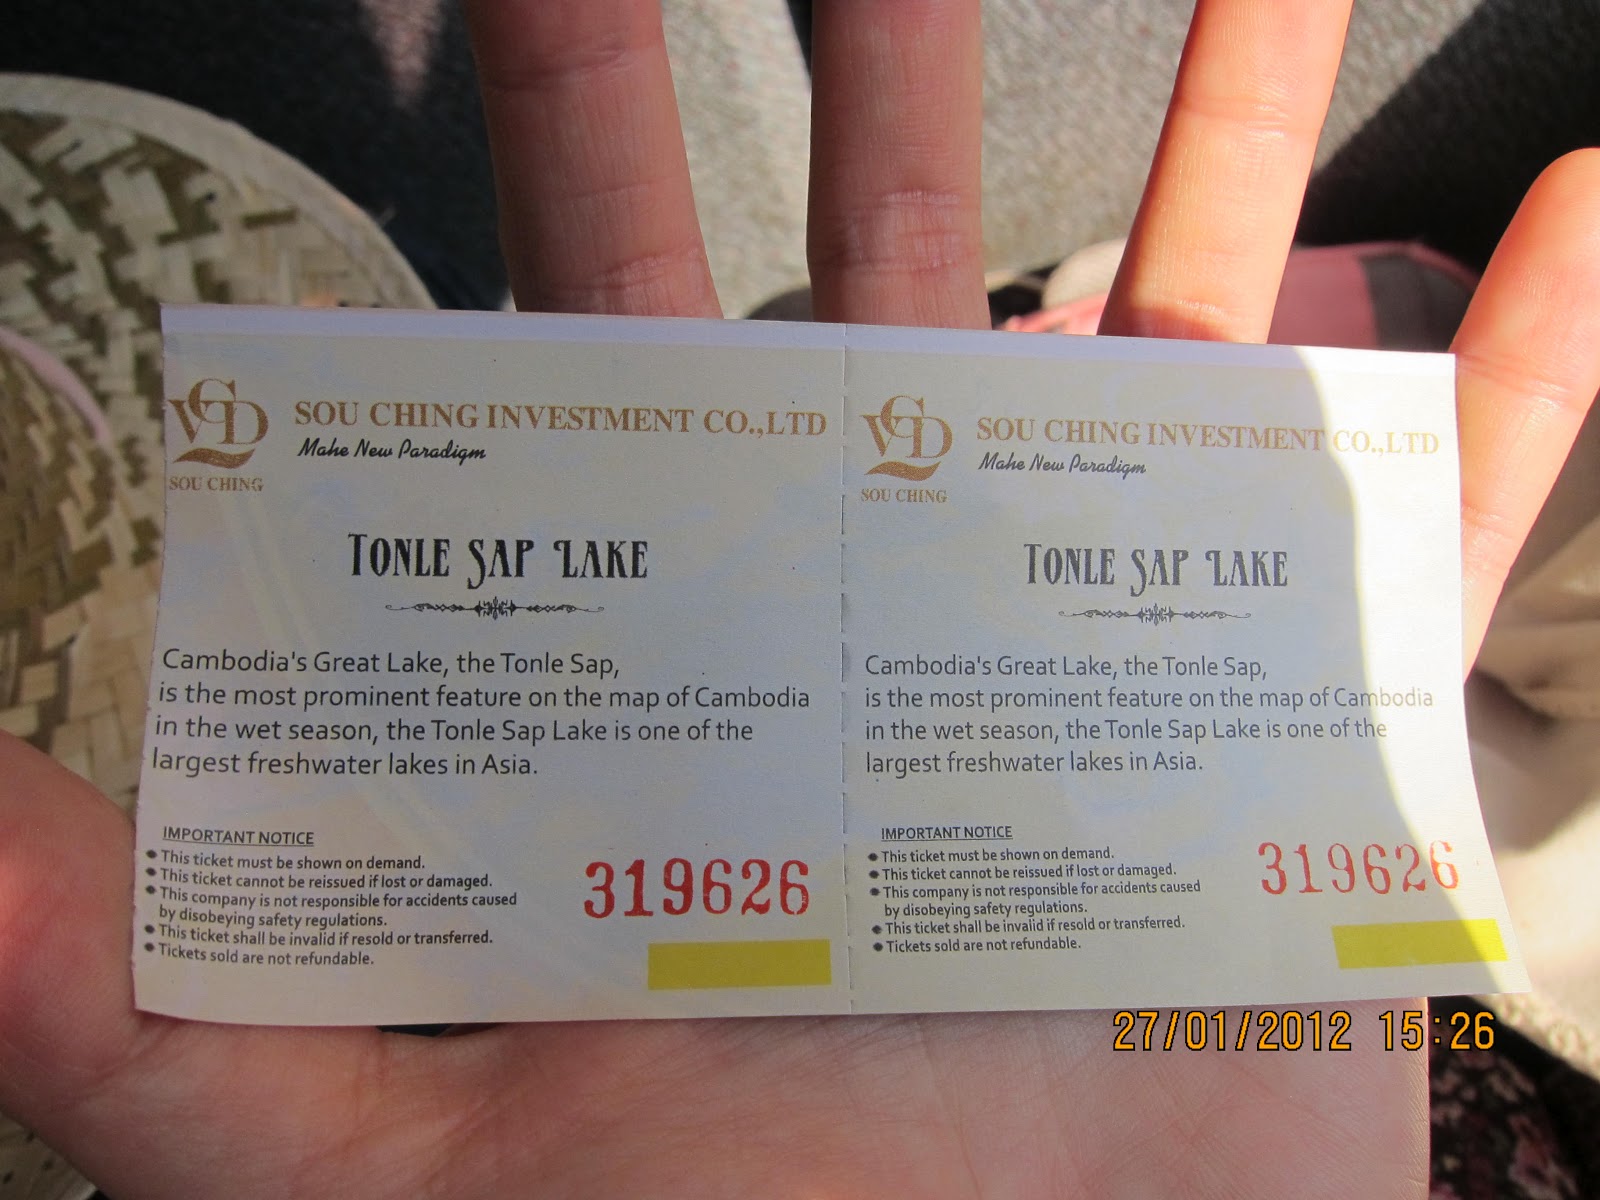 VGD
SOU CHING
SOU CHING INVESTMENT CO.,LTD
Make New Paradigm
TONLE SAP LAKE
Cambodia's Great Lake, the Tonle Sap,
is the most prominent feature on the map of Cambodia
in the wet season, the Tonle Sap Lake is one of the
largest freshwater lakes in Asia.
IMPORTANT NOTICE
This ticket must be shown on demand.
This ticket cannot be reissued if lost or damaged.
This company is not responsible for accidents caused
by disobeying safety regulations.
This ticket shall be invalid if resold or transferred.
Tickets sold are not refundable.
319626
VGD
SOU CHING
SOU CHING INVESTMENT CO.,LTD
Make New Paradigm
TONLE SAP LAKE
Cambodia's Great Lake, the Tonle Sap,
is the most prominent feature on the map of Cambodia
in the wet season, the Tonle Sap Lake is one of the
largest freshwater lakes in Asia.
IMPORTANT NOTICE
This ticket must be shown on demand.
This ticket cannot be reissued if lost or damaged.
This company is not responsible for accidents caused
by disobeying safety regulations.
This ticket shall be invalid if resold or transferred.
Tickets sold are not refundable.
319626
27/01/2012 15:26